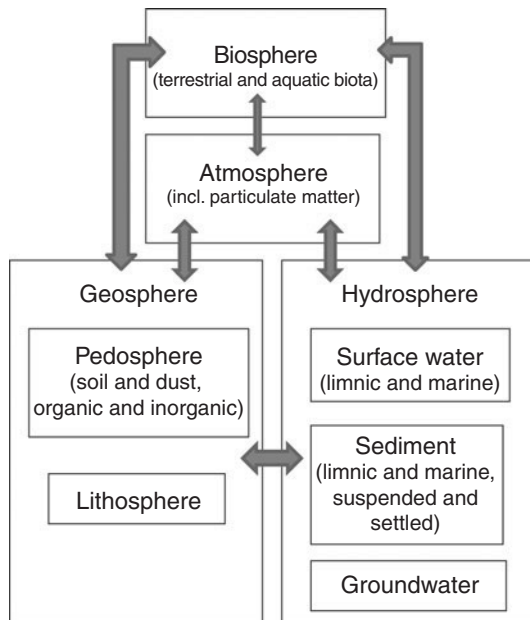 Biosphere
(terrestrial and aquatic biota)
Atmosphere
(incl. particulate matter)
Geosphere
Pedosphere
(soil and dust,
organic and inorganic)
Lithosphere
Hydrosphere
Surface water
(limnic and marine)
Sediment
(limnic and marine,
suspended and
settled)
Groundwater